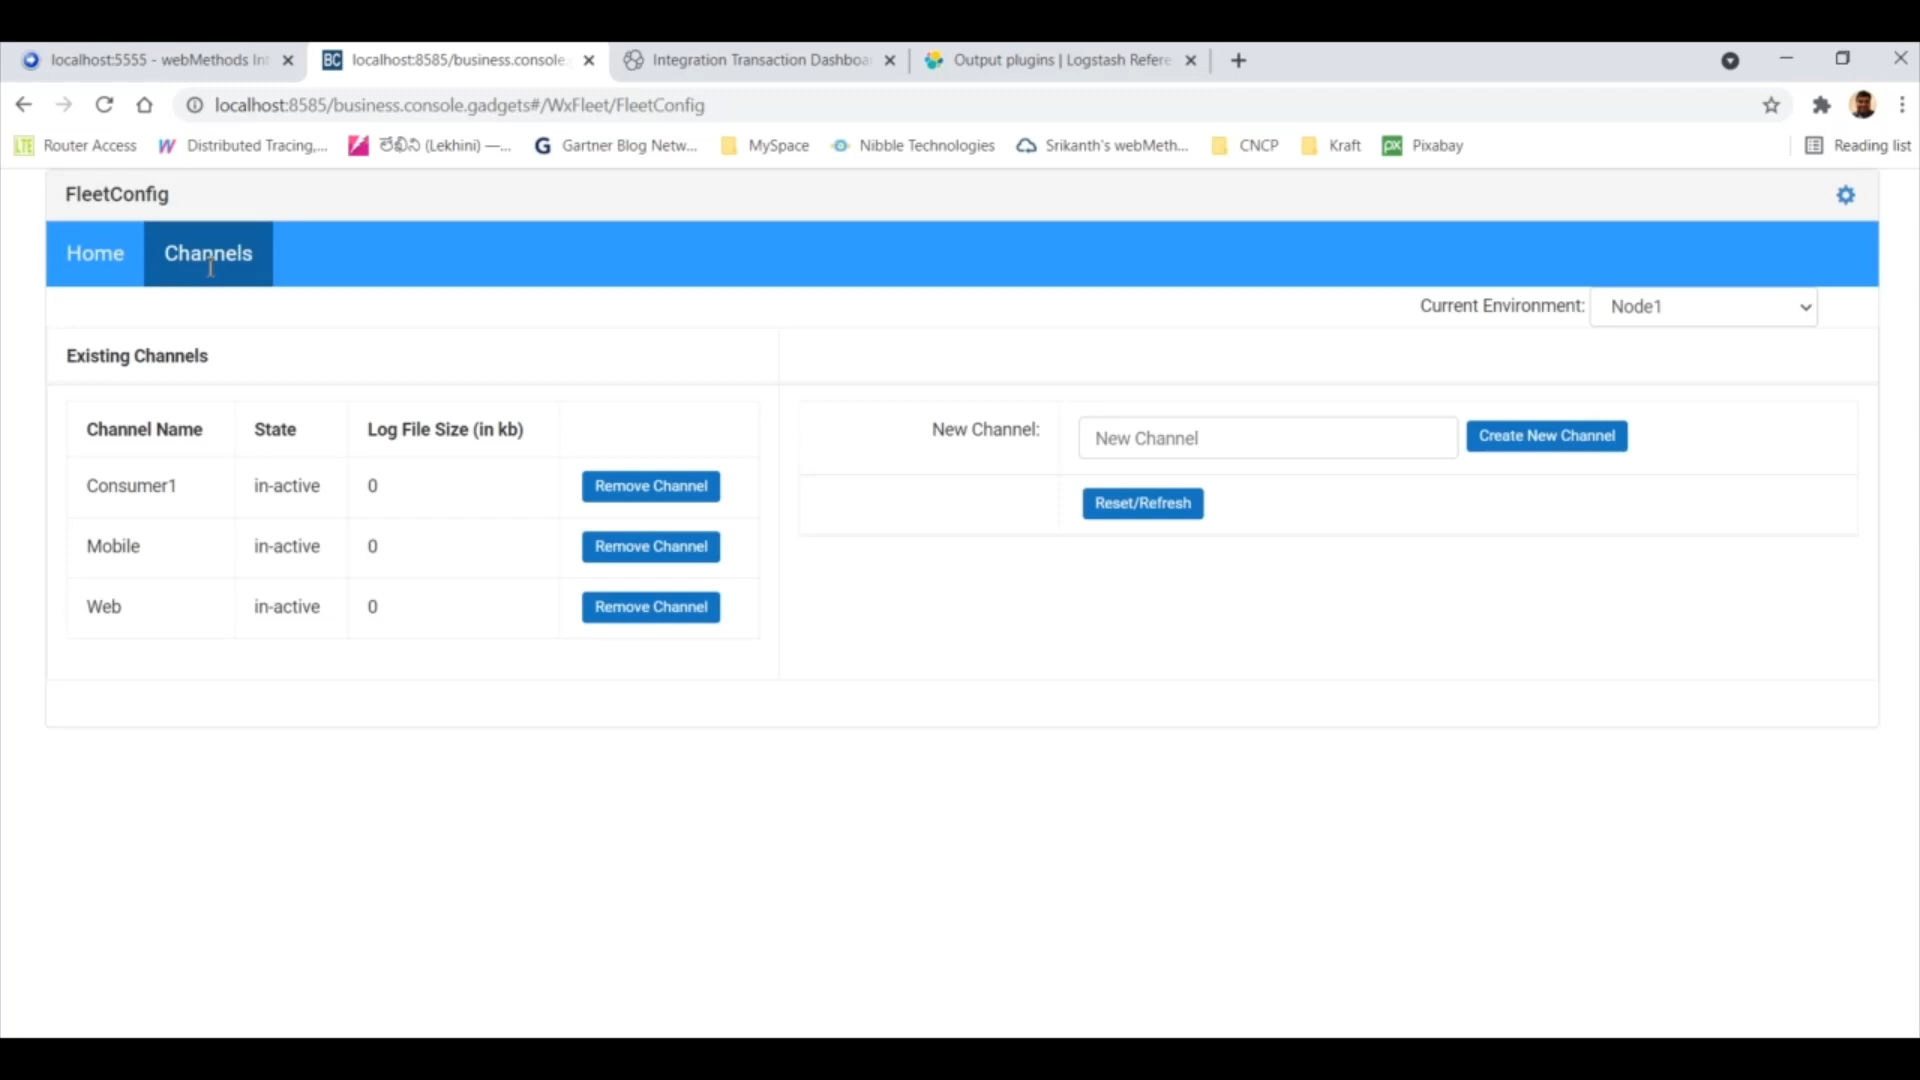 localhost:5555 - webMethods Int
BC localhost:8585/business.console.
Integration Transaction Dashboa
Output plugins | Logstash Refere
localhost:8585/business.console.gadgets#/WxFleet/FleetConfig
LTE Router Access
W Distributed Tracing,...
లేఖిని (Lekhini) —...
G Gartner Blog Netw...
MySpace
Nibble Technologies
Srikanth's webMeth...
CNCP
Kraft
px Pixabay
Reading list
FleetConfig
Home Channels
Current Environment: Node1
Existing Channels
Channel Name State Log File Size (in kb)
Consumer1 in-active 0 Remove Channel
Mobile in-active 0 Remove Channel
Web in-active 0 Remove Channel
New Channel: New Channel Create New Channel
Reset/Refresh